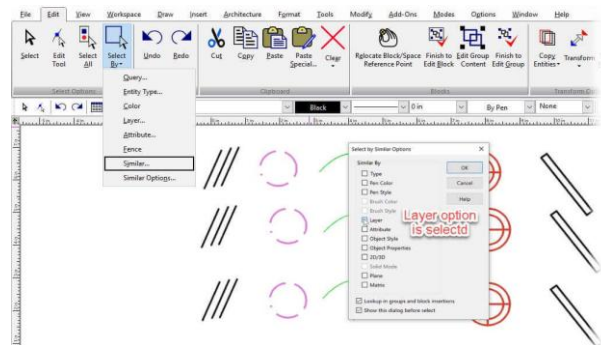 File Edit View Workspace Draw Insert Architecture Format Tools Modify Add-Ons Modes Options Window Help
Select Edit Tool Select All Select By Undo Redo Cut Copy Paste Paste Special... Clear Relocate Block/Space Reference Point Finish to Edit Block Edit Group Content Finish to Edit Group Copy Entities Transform
Select Options Clipboard Blocks Transform
Query...
Entity Type...
Color
Layer...
Attribute...
Fence
Similar...
Similar Options...
Black 0 in By Pen None
Select by Similar Options
Similar By
Type
Pen Color
Pen Style
Brush Color
Brush Style
Layer
Attribute
Object Style
Object Properties
2D/3D
Solid Mode
Plane
Matrix
OK
Cancel
Help
Layer option
is selectd
Lookup in groups and block insertions
Show this dialog before select